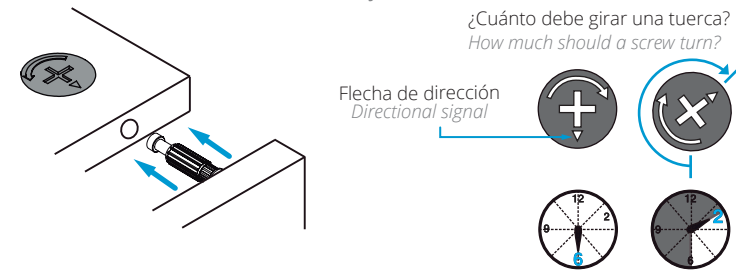 ¿Cuánto debe girar una tuerca?
How much should a screw turn?
Flecha de dirección
Directional signal
12
2
9
6
12
2
9
6